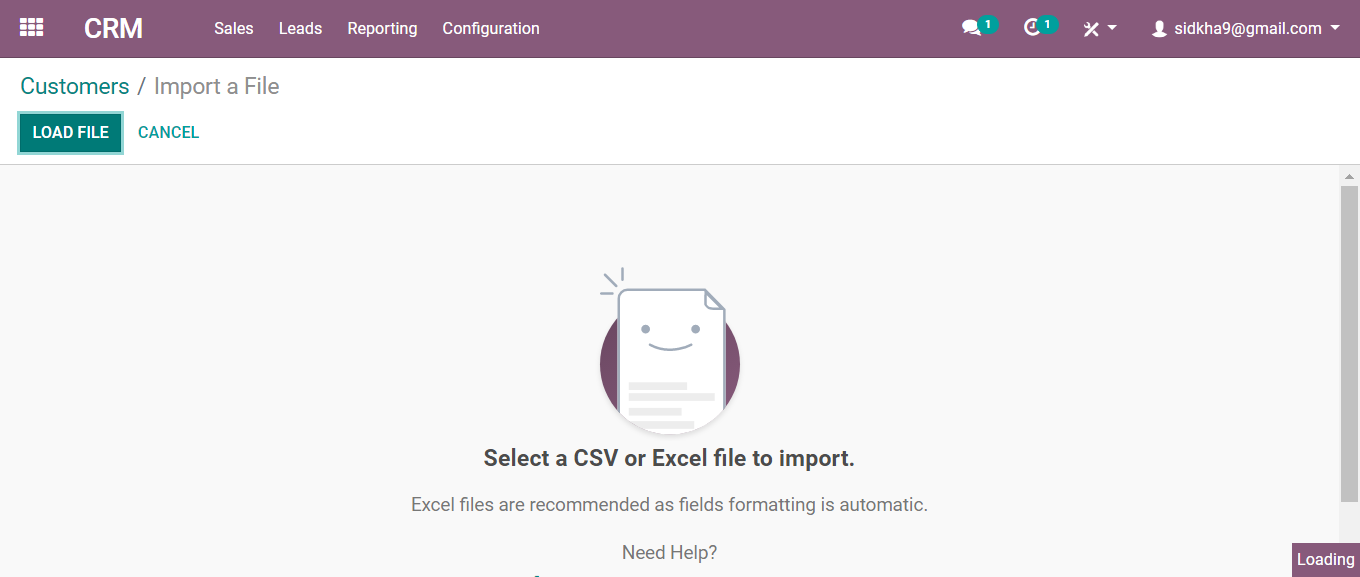 CRM Sales Leads Reporting Configuration 1 1 sidkha9@gmail.com
Customers / Import a File
LOAD FILE CANCEL
Select a CSV or Excel file to import.
Excel files are recommended as fields formatting is automatic.
Need Help?
Loading